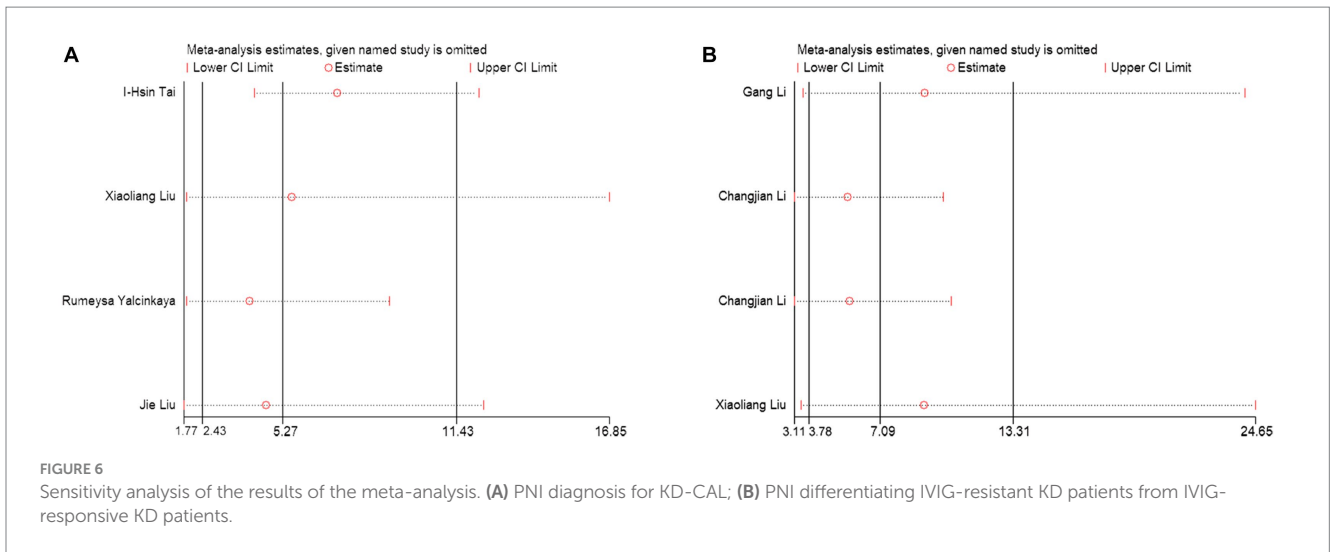 A
Meta-analysis estimates, given named study is omitted
Lower CI Limit Estimate Upper CI Limit
I-Hsin Tai
Xiaoliang Liu
Rumeysa Yalcinkaya
Jie Liu
1.77 2.43 5.27 11.43 16.85
B
Meta-analysis estimates, given named study is omitted
Lower CI Limit Estimate Upper CI Limit
Gang Li
Changjian Li
Changjian Li
Xiaoliang Liu
3.11 3.78 7.09 13.31 24.65
FIGURE 6
Sensitivity analysis of the results of the meta-analysis. (A) PNI diagnosis for KD-CAL; (B) PNI differentiating IVIG-resistant KD patients from IVIG-
responsive KD patients.